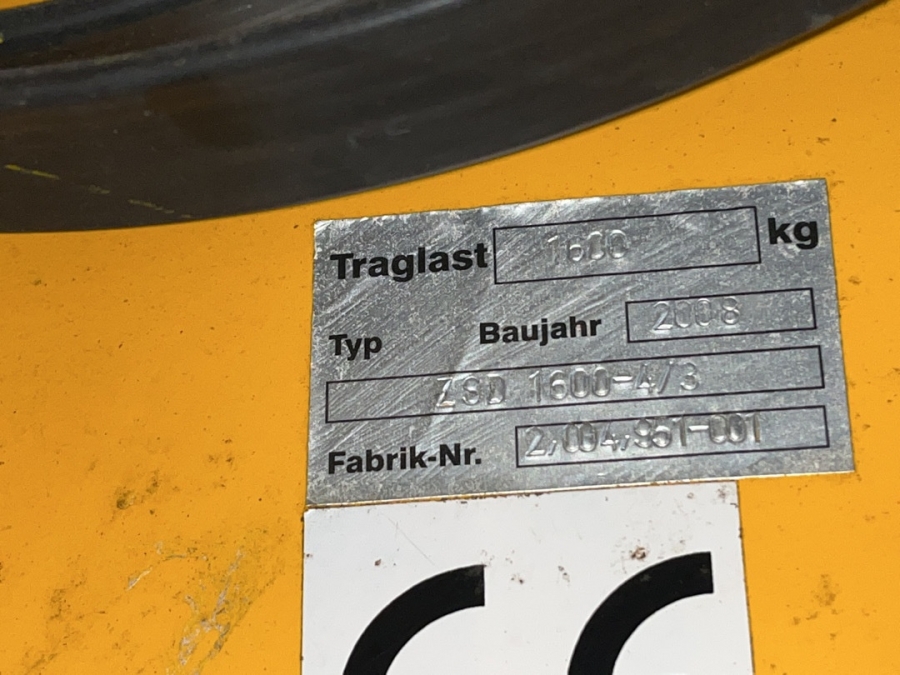 Traglast 1600 kg
Typ Baujahr 2008
ZSD 1600-4/3
Fabrik-Nr. 2,004,951-001
CE